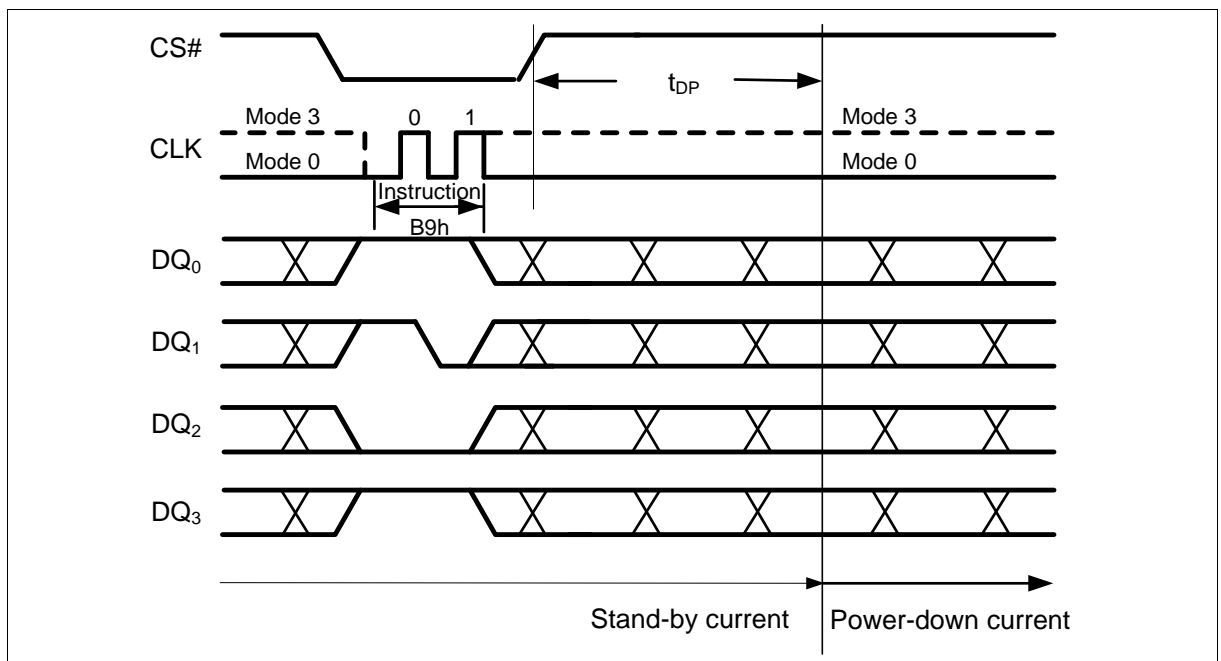 CS#
tDP
Mode 3 0 1 Mode 3
CLK
Mode 0 Mode 0
Instruction
B9h
DQ0
DQ1
DQ2
DQ3
Stand-by current Power-down current